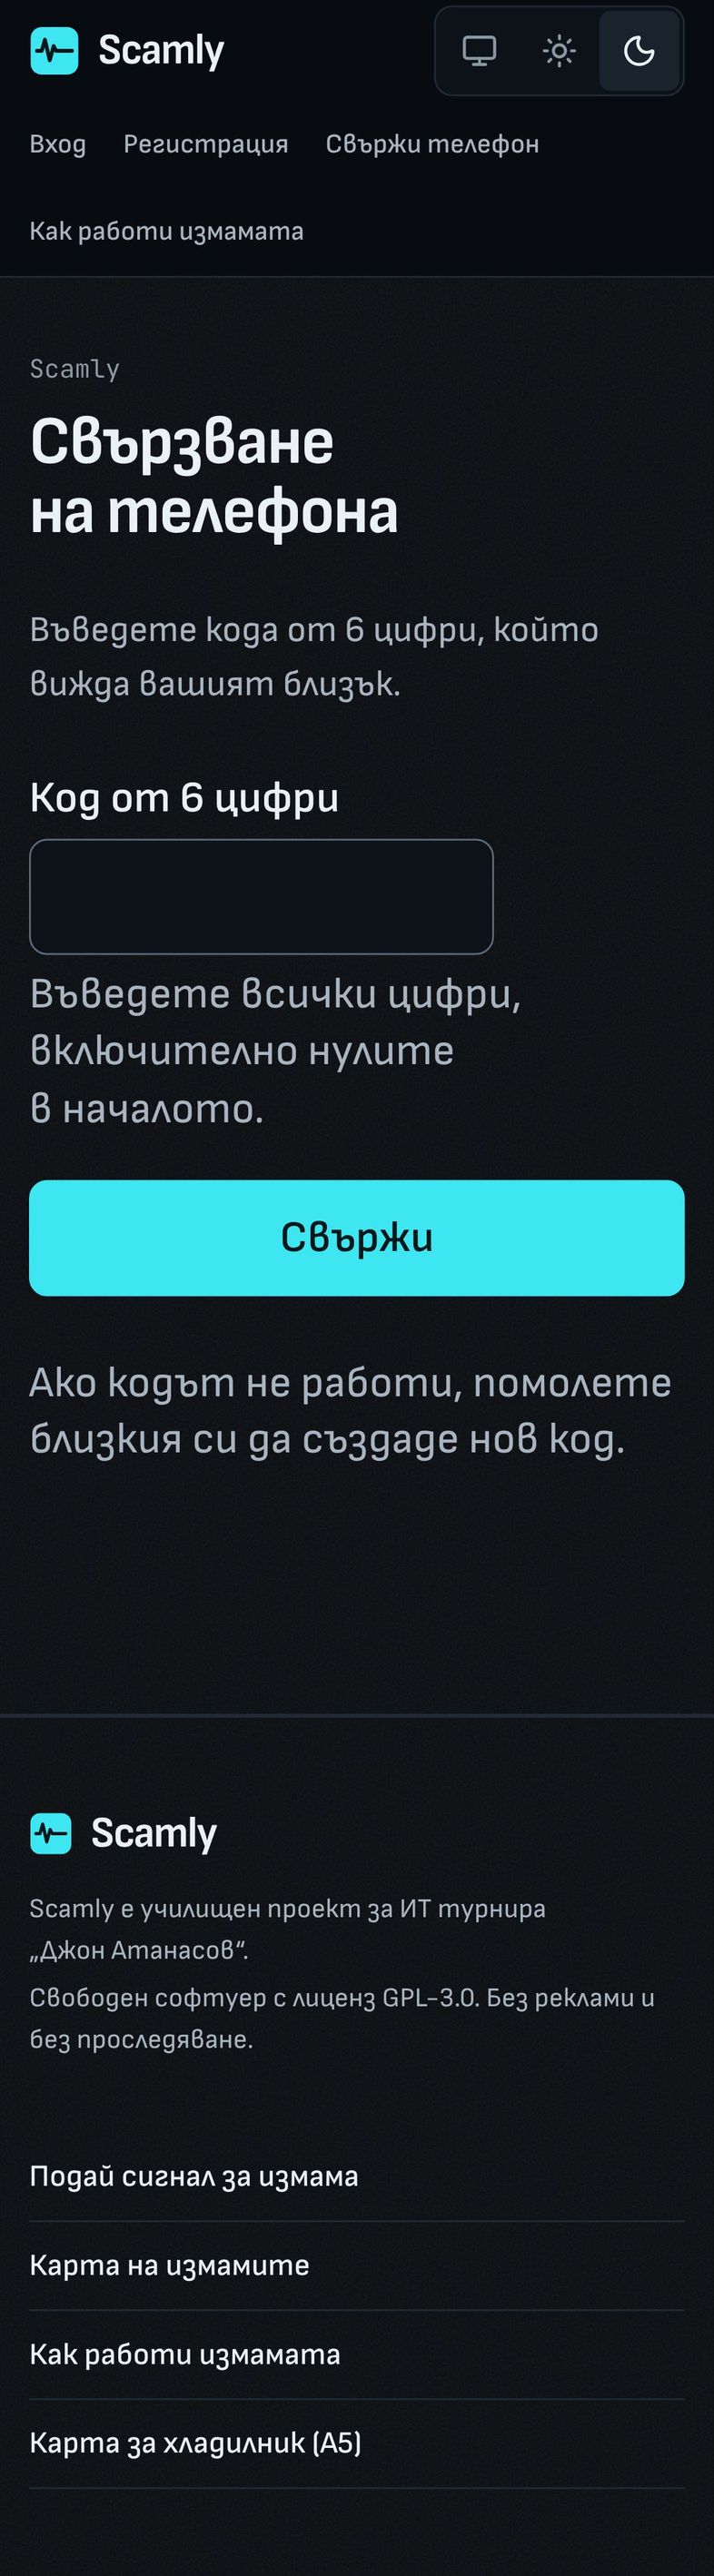 Scamly
Вход Регистрация Свържи телефон
Как работи измамата
Scamly
Свързване
на телефона
Въведете кода от 6 цифри, който
вижда вашият близък.
Код от 6 цифри
Въведете всички цифри,
включително нулите
в началото.
Свържи
Ако кодът не работи, помолете
близкия си да създаде нов код.
Scamly
Scamly е училищен проект за ИТ турнира
„Джон Атанасов“.
Свободен софтуер с лиценз GPL-3.0. Без реклами и
без проследяване.
Подай сигнал за измама
Карта на измамите
Как работи измамата
Карта за хладилник (А5)